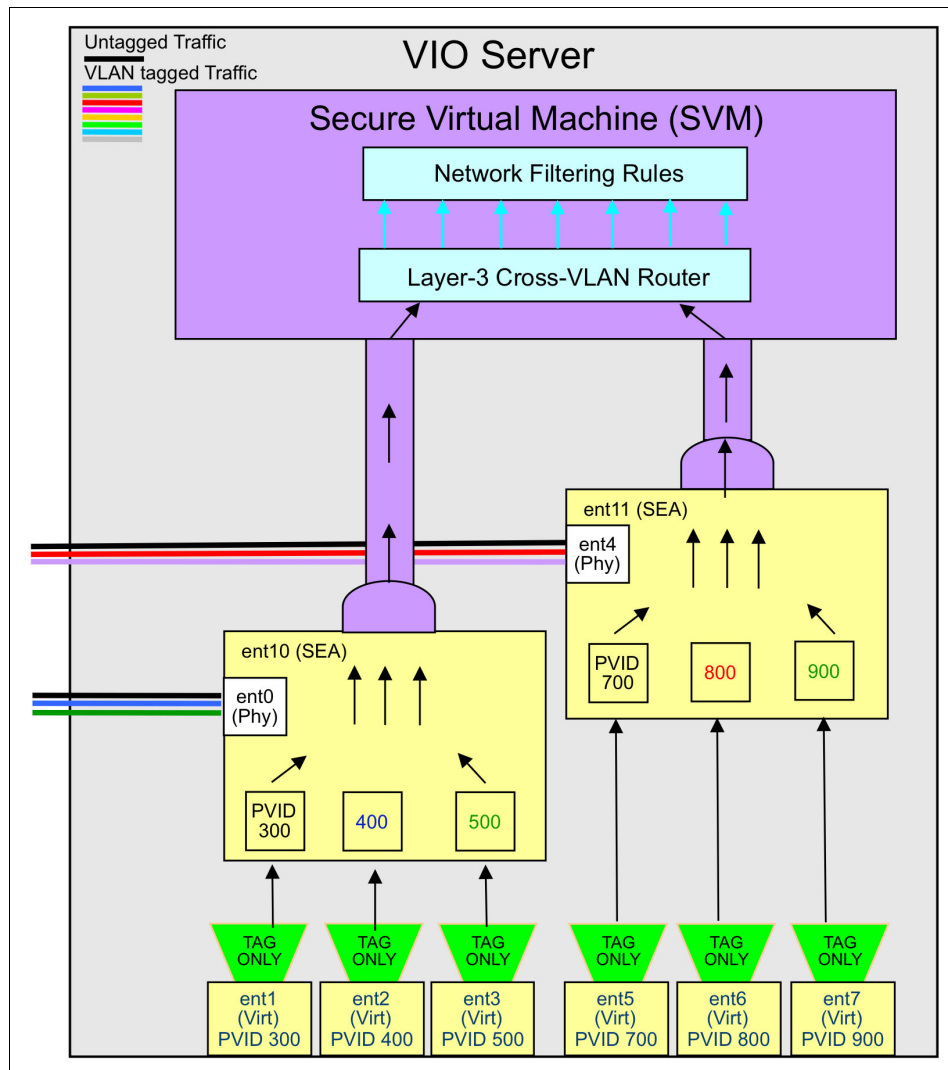 Untagged Traffic
VLAN tagged Traffic
VIO Server
Secure Virtual Machine (SVM)
Network Filtering Rules
Layer-3 Cross-VLAN Router
ent11 (SEA)
ent4
(Phy)
PVID
700
800
900
ent10 (SEA)
ent0
(Phy)
PVID
300
400
500
TAG
ONLY
TAG
ONLY
TAG
ONLY
TAG
ONLY
TAG
ONLY
TAG
ONLY
ent1
(Virt)
PVID 300
ent2
(Virt)
PVID 400
ent3
(Virt)
PVID 500
ent5
(Virt)
PVID 700
ent6
(Virt)
PVID 800
ent7
(Virt)
PVID 900